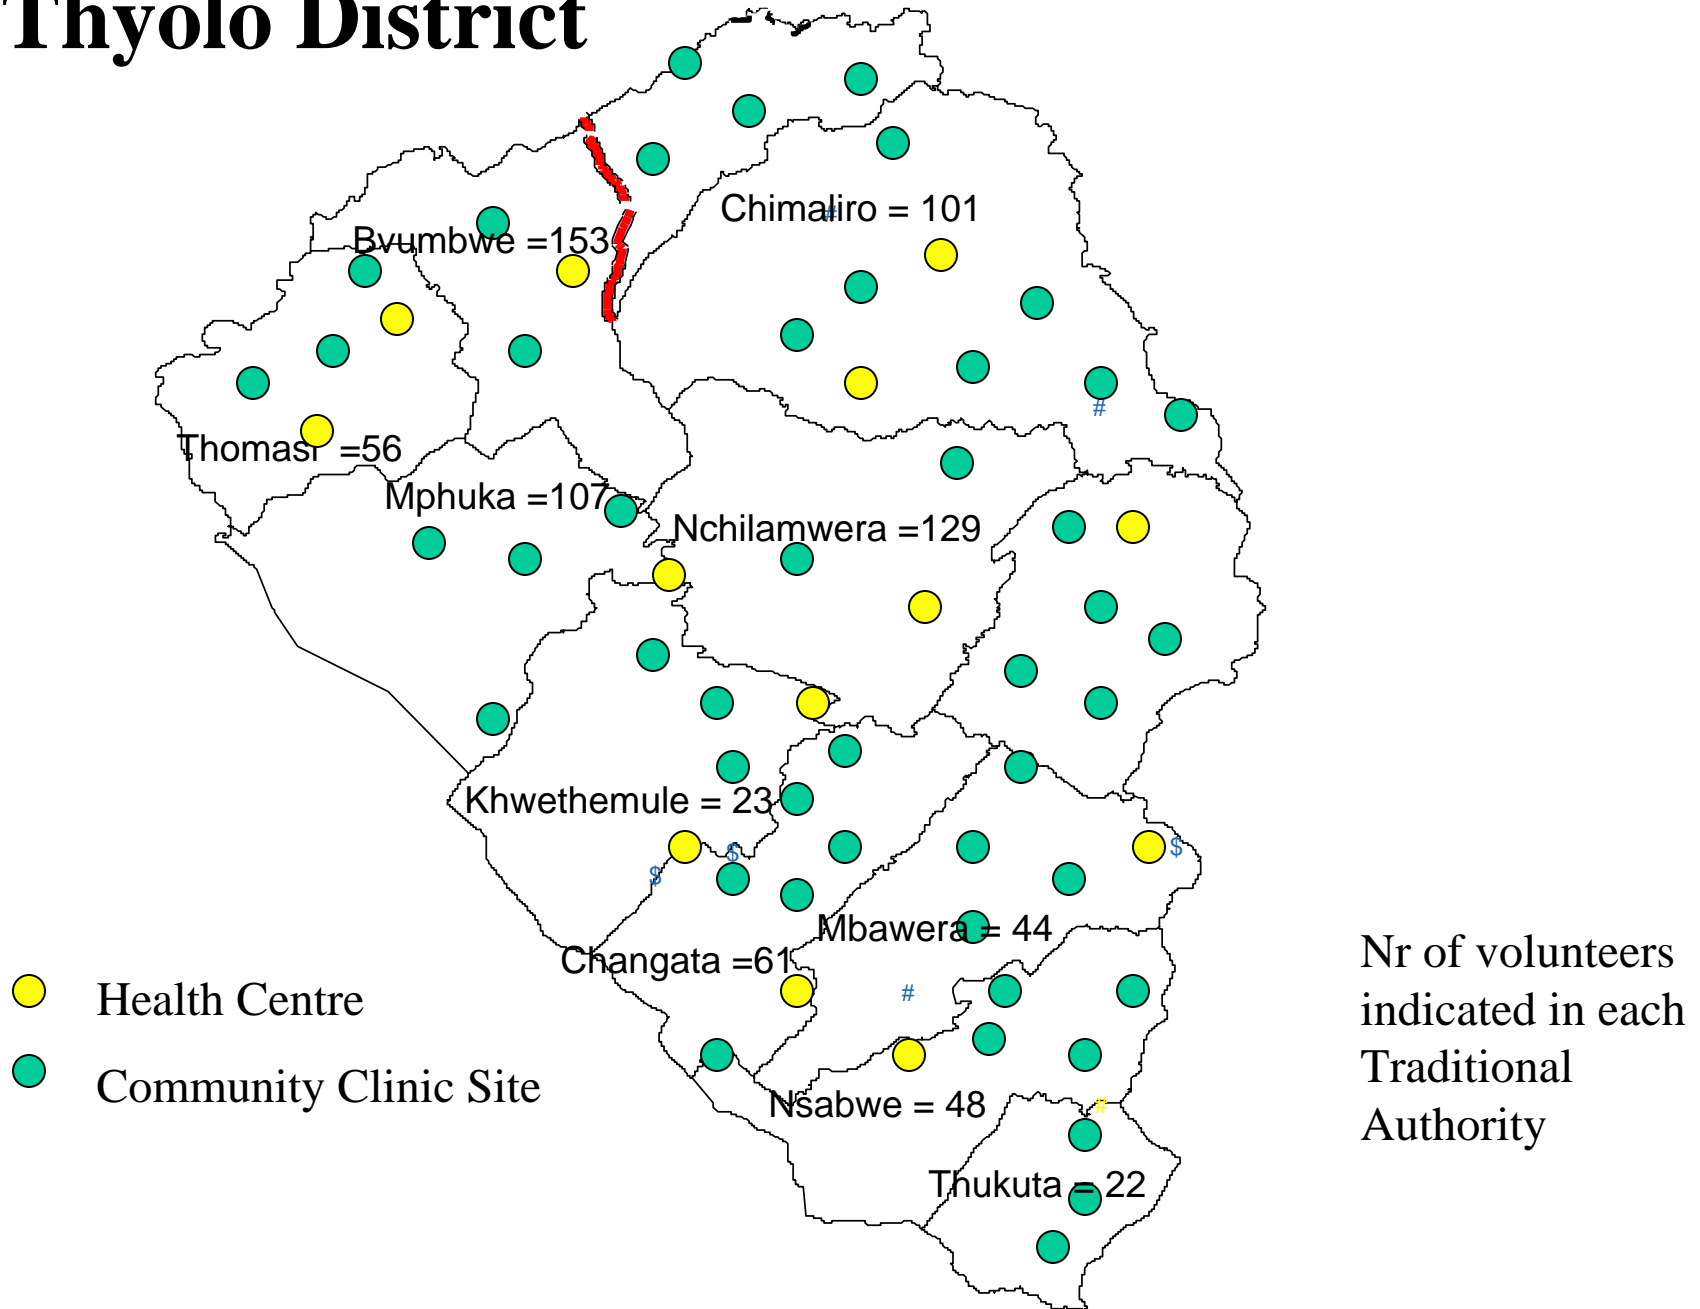 Thyolo District
Chimaliro = 101
#
Bvumbwe =153
#
Thomasi =56
Mphuka =107
Nchilamwera =129
Khwethemule = 23
$
$
$
Mbawera = 44
Changata =61
#
Nsabwe = 48
#
Thukuta = 22
Health Centre
Community Clinic Site
Nr of volunteers
indicated in each
Traditional
Authority